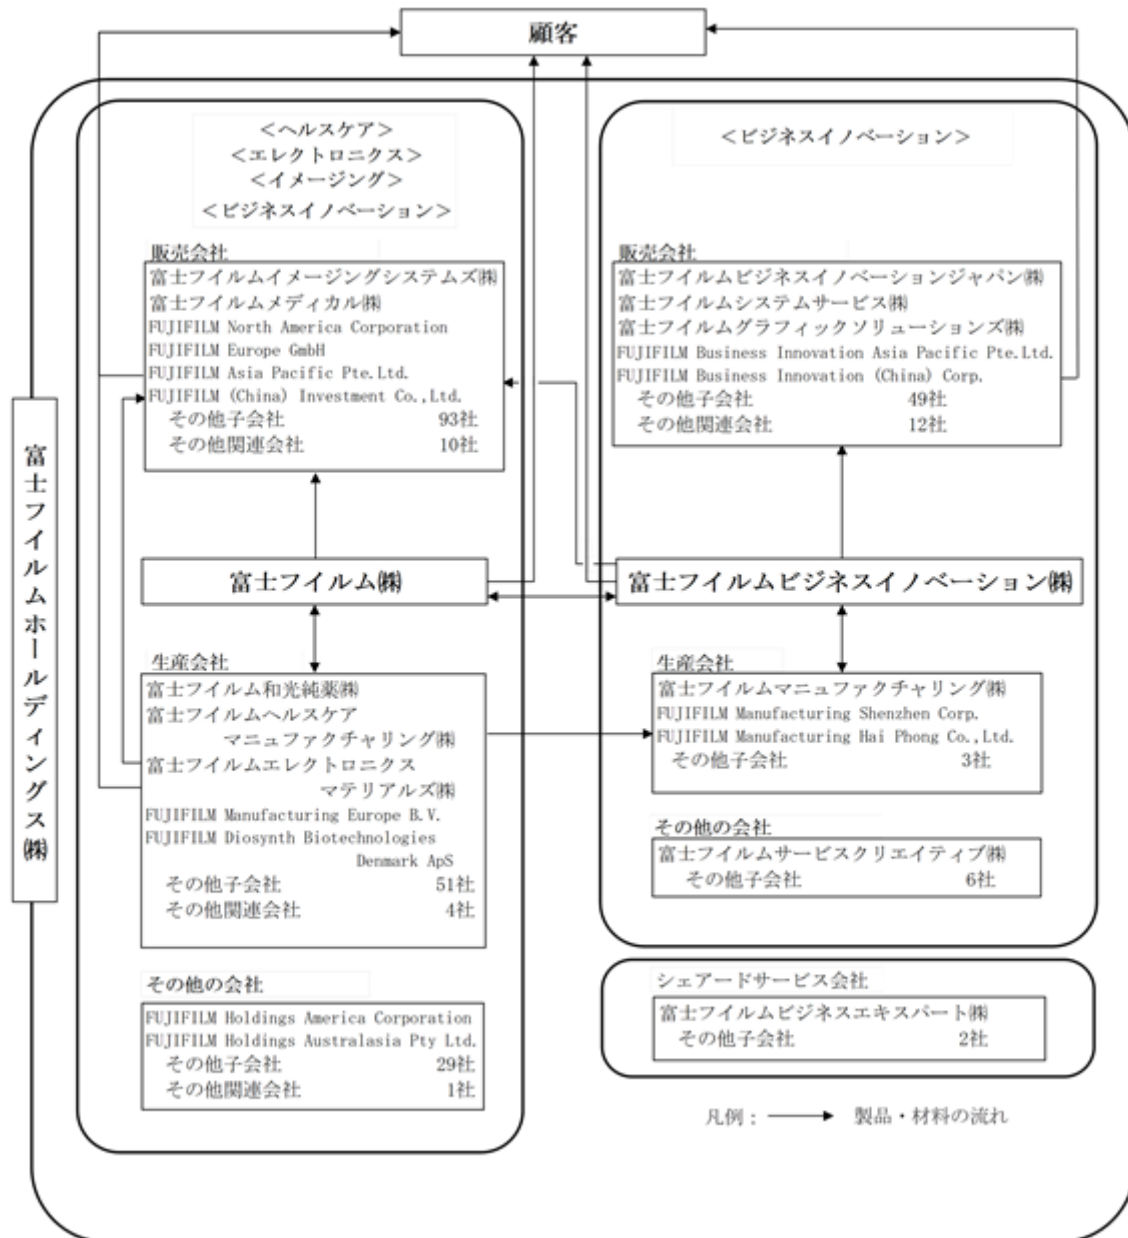 顧客
<ヘルスケア>
<エレクトロニクス>
<イメージング>
<ビジネスイノベーション>
販売会社
富士フイルムイメージングシステムズ㈱
富士フイルムメディカル㈱
FUJIFILM North America Corporation
FUJIFILM Europe GmbH
FUJIFILM Asia Pacific Pte.Ltd.
FUJIFILM (China) Investment Co.,Ltd.
その他子会社 93社
その他関連会社 10社
富士フイルム㈱
生産会社
富士フイルム和光純薬㈱
富士フイルムヘルスケア
マニュファクチャリング㈱
富士フイルムエレクトロニクス
マテリアルズ㈱
FUJIFILM Manufacturing Europe B.V.
FUJIFILM Diosynth Biotechnologies
Denmark ApS
その他子会社 51社
その他関連会社 4社
その他の会社
FUJIFILM Holdings America Corporation
FUJIFILM Holdings Australasia Pty Ltd.
その他子会社 29社
その他関連会社 1社
<ビジネスイノベーション>
販売会社
富士フイルムビジネスイノベーションジャパン㈱
富士フイルムシステムサービス㈱
富士フイルムグラフィックソリューションズ㈱
FUJIFILM Business Innovation Asia Pacific Pte.Ltd.
FUJIFILM Business Innovation (China) Corp.
その他子会社 49社
その他関連会社 12社
富士フイルムビジネスイノベーション㈱
生産会社
富士フイルムマニュファクチャリング㈱
FUJIFILM Manufacturing Shenzhen Corp.
FUJIFILM Manufacturing Hai Phong Co.,Ltd.
その他子会社 3社
その他の会社
富士フイルムサービスクリエイティブ㈱
その他子会社 6社
シェアードサービス会社
富士フイルムビジネスエキスパート㈱
その他子会社 2社
凡例: 製品・材料の流れ
富士フイルムホールディングス㈱